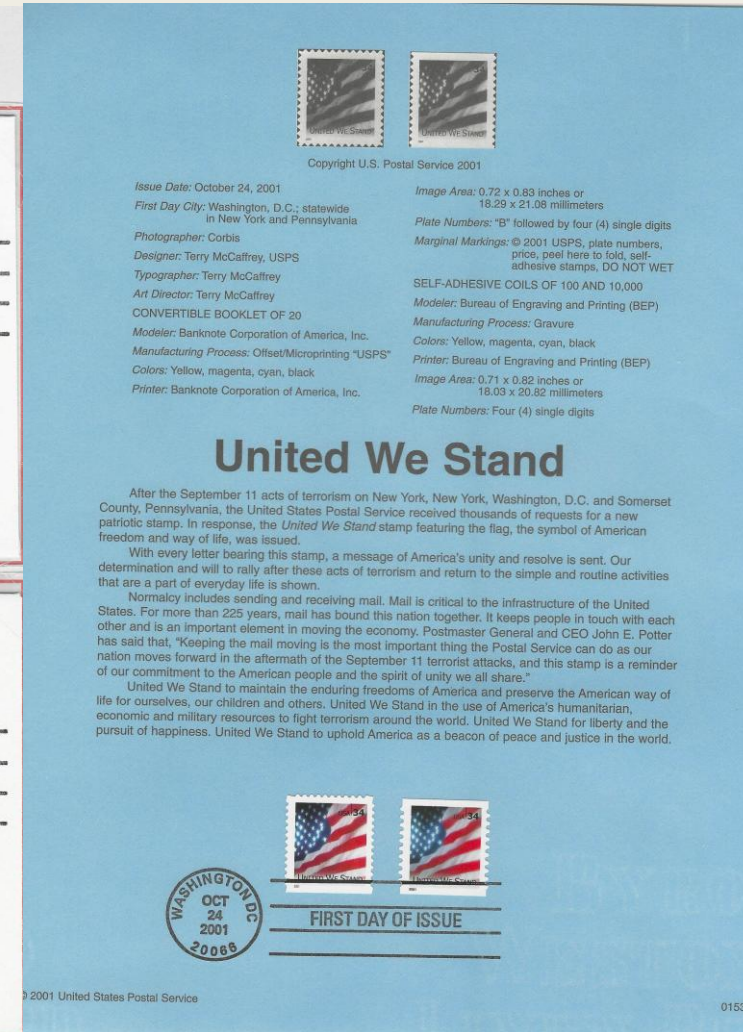 UNITED WE STAND
UNITED WE STAND
Copyright U.S. Postal Service 2001
Issue Date: October 24, 2001
First Day City: Washington, D.C.; statewide
in New York and Pennsylvania
Photographer: Corbis
Designer: Terry McCaffrey, USPS
Typographer: Terry McCaffrey
Art Director: Terry McCaffrey
CONVERTIBLE BOOKLET OF 20
Modeler: Banknote Corporation of America, Inc.
Manufacturing Process: Offset/Microprinting "USPS"
Colors: Yellow, magenta, cyan, black
Printer: Banknote Corporation of America, Inc.
Image Area: 0.72 x 0.83 inches or
18.29 x 21.08 millimeters
Plate Numbers: "B" followed by four (4) single digits
Marginal Markings: © 2001 USPS, plate numbers,
price, peel here to fold, self-
adhesive stamps, DO NOT WET
SELF-ADHESIVE COILS OF 100 AND 10,000
Modeler: Bureau of Engraving and Printing (BEP)
Manufacturing Process: Gravure
Colors: Yellow, magenta, cyan, black
Printer: Bureau of Engraving and Printing (BEP)
Image Area: 0.71 x 0.82 inches or
18.03 x 20.82 millimeters
Plate Numbers: Four (4) single digits
United We Stand
After the September 11 acts of terrorism on New York, New York, Washington, D.C. and Somerset
County, Pennsylvania, the United States Postal Service received thousands of requests for a new
patriotic stamp. In response, the United We Stand stamp featuring the flag, the symbol of American
freedom and way of life, was issued.
With every letter bearing this stamp, a message of America's unity and resolve is sent. Our
determination and will to rally after these acts of terrorism and return to the simple and routine activities
that are a part of everyday life is shown.
Normalcy includes sending and receiving mail. Mail is critical to the infrastructure of the United
States. For more than 225 years, mail has bound this nation together. It keeps people in touch with each
other and is an important element in moving the economy. Postmaster General and CEO John E. Potter
has said that, "Keeping the mail moving is the most important thing the Postal Service can do as our
nation moves forward in the aftermath of the September 11 terrorist attacks, and this stamp is a reminder
of our commitment to the American people and the spirit of unity we all share."
United We Stand to maintain the enduring freedoms of America and preserve the American way of
life for ourselves, our children and others. United We Stand in the use of America's humanitarian,
economic and military resources to fight terrorism around the world. United We Stand for liberty and the
pursuit of happiness. United We Stand to uphold America as a beacon of peace and justice in the world.
USA 34
UNITED WE STAND
USA 34
UNITED WE STAND
WASHINGTON DC
OCT
24
2001
20066
FIRST DAY OF ISSUE
© 2001 United States Postal Service
0153